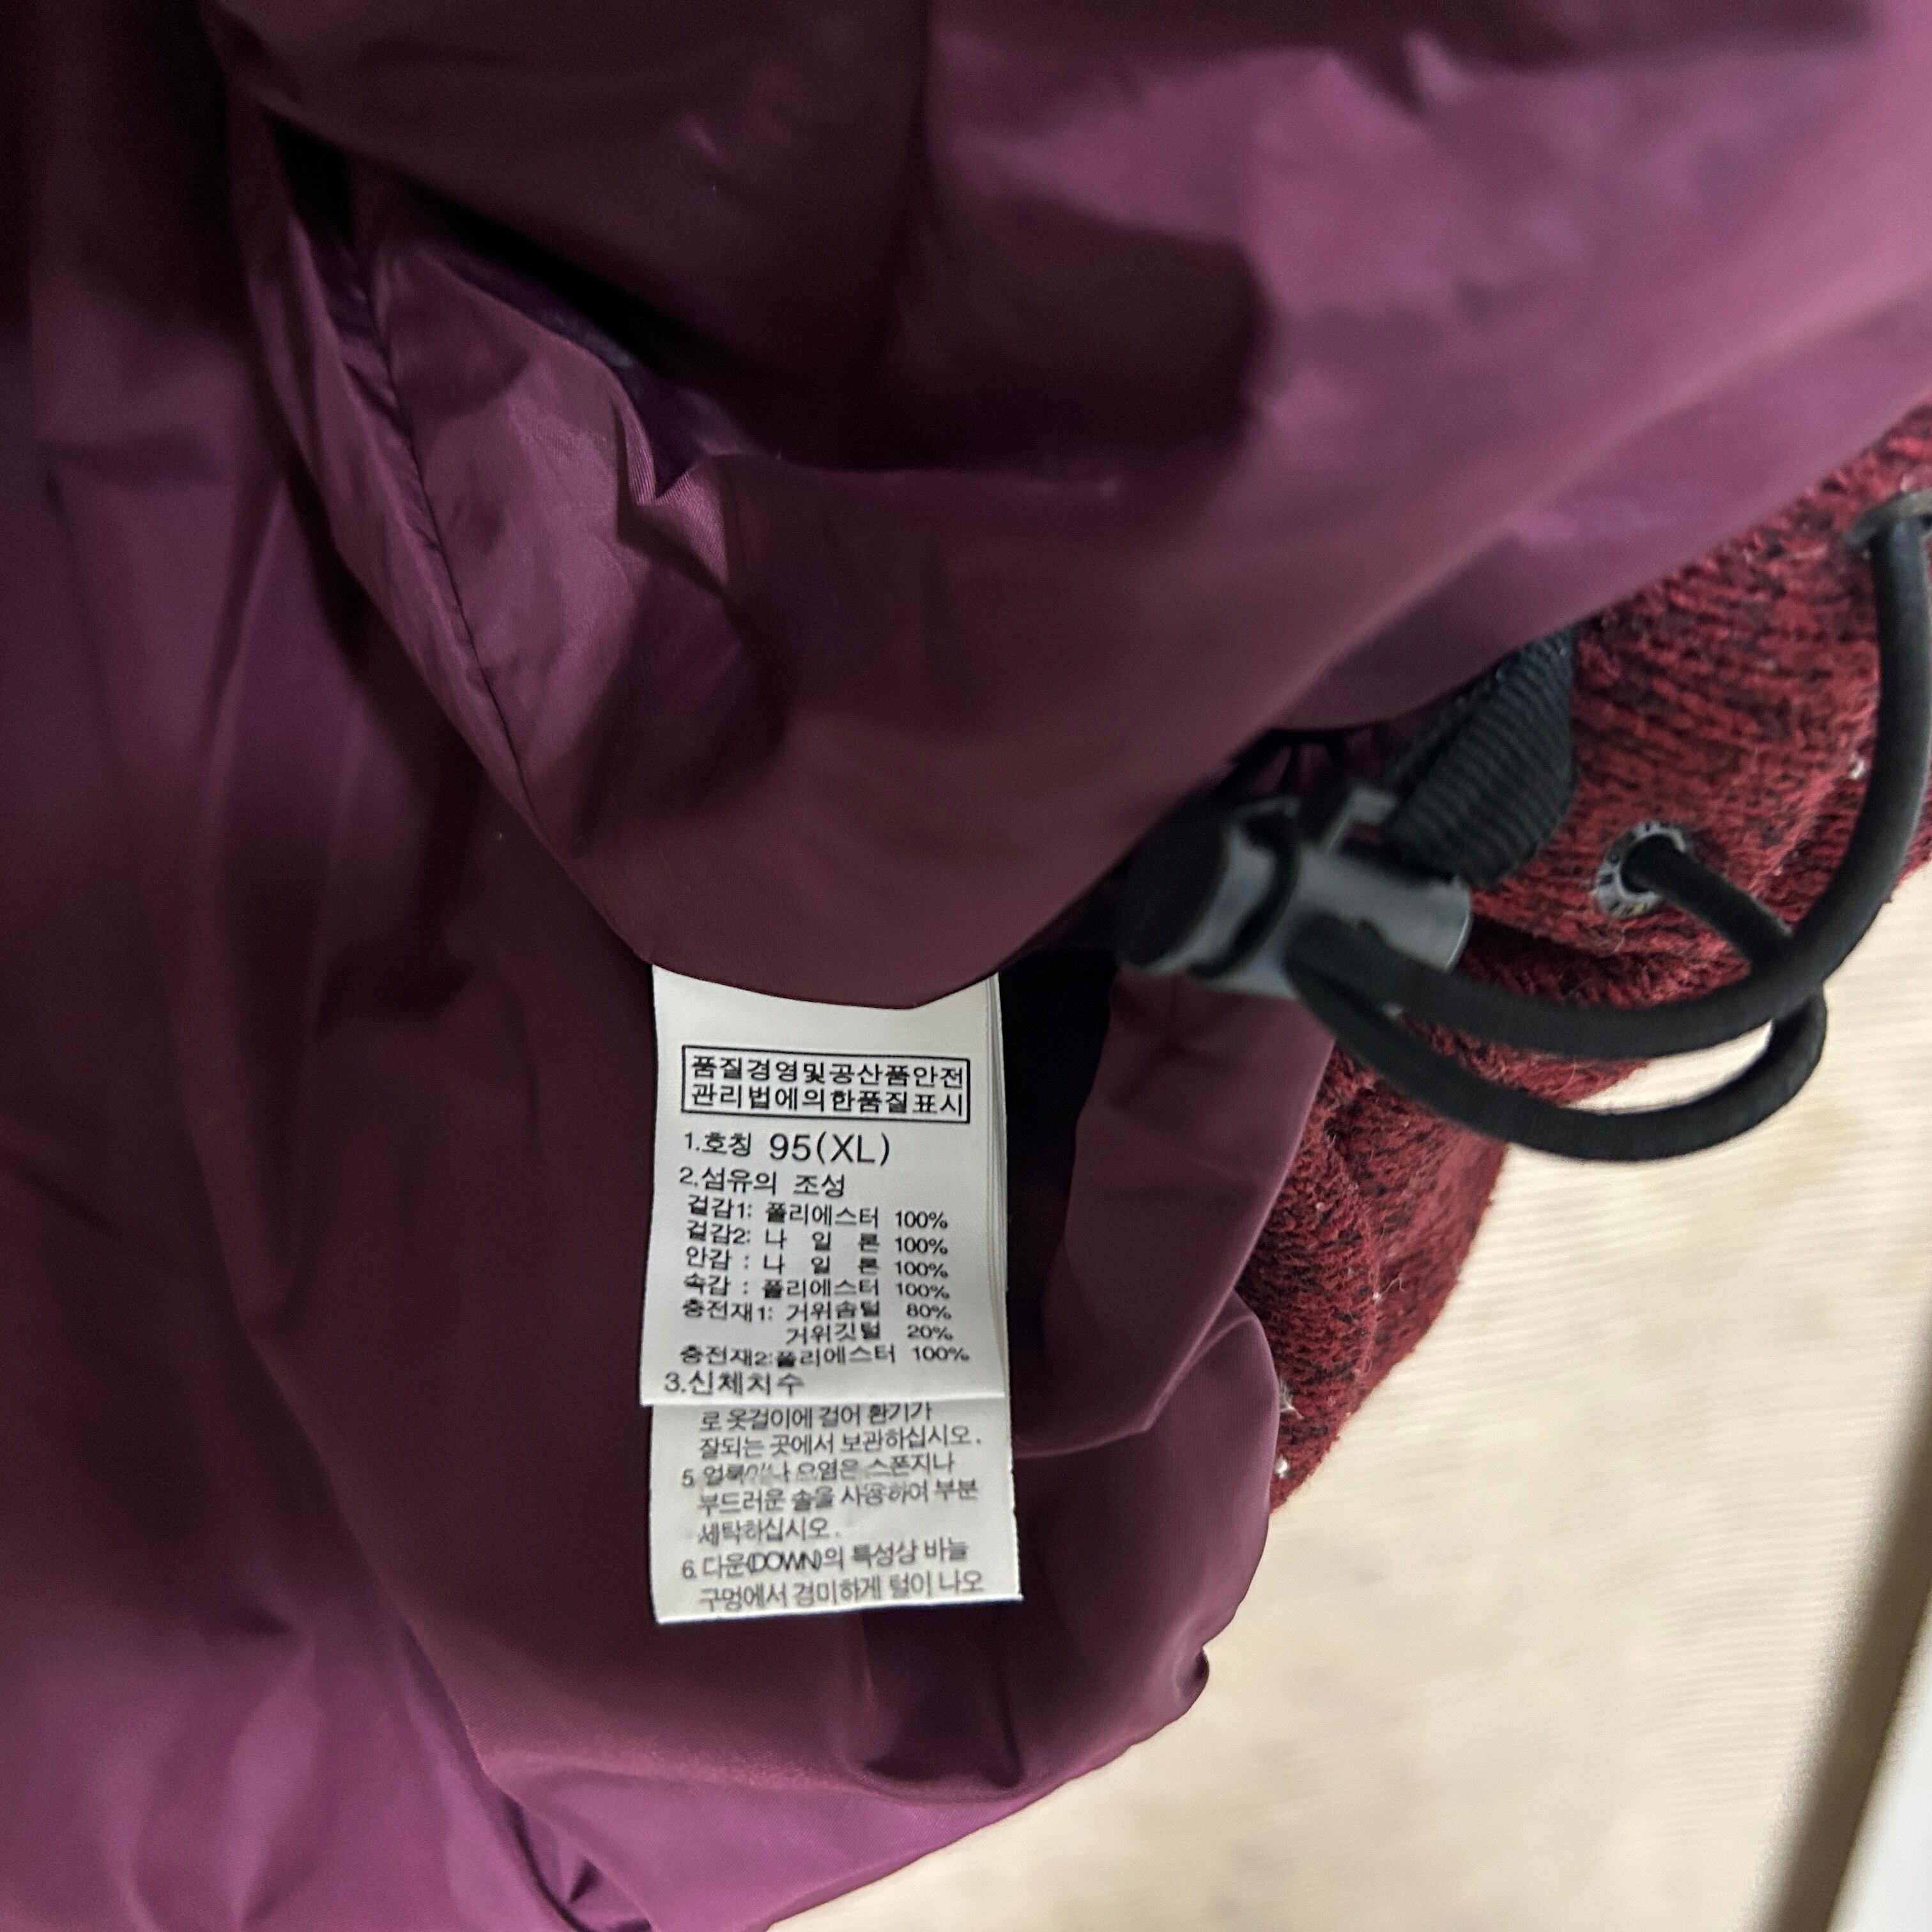 품질경영및공산품안전
관리법에의한품질표시
1.호칭 95(XL)
2.섬유의 조성
겉감1: 폴리에스터 100%
겉감2: 나 일 론 100%
안감 : 나 일 론 100%
속감 : 폴리에스터 100%
충전재1: 거위솜털 80%
거위깃털 20%
충전재2:폴리에스터 100%
3.신체치수
로 옷걸이에 걸어 환기가
잘되는 곳에서 보관하십시오.
5. 얼룩이나 오염은 스폰지나
부드러운 솔을 사용하여 부분
세탁하십시오.
6. 다운(DOWN)의 특성상 바늘
구멍에서 경미하게 털이 나오